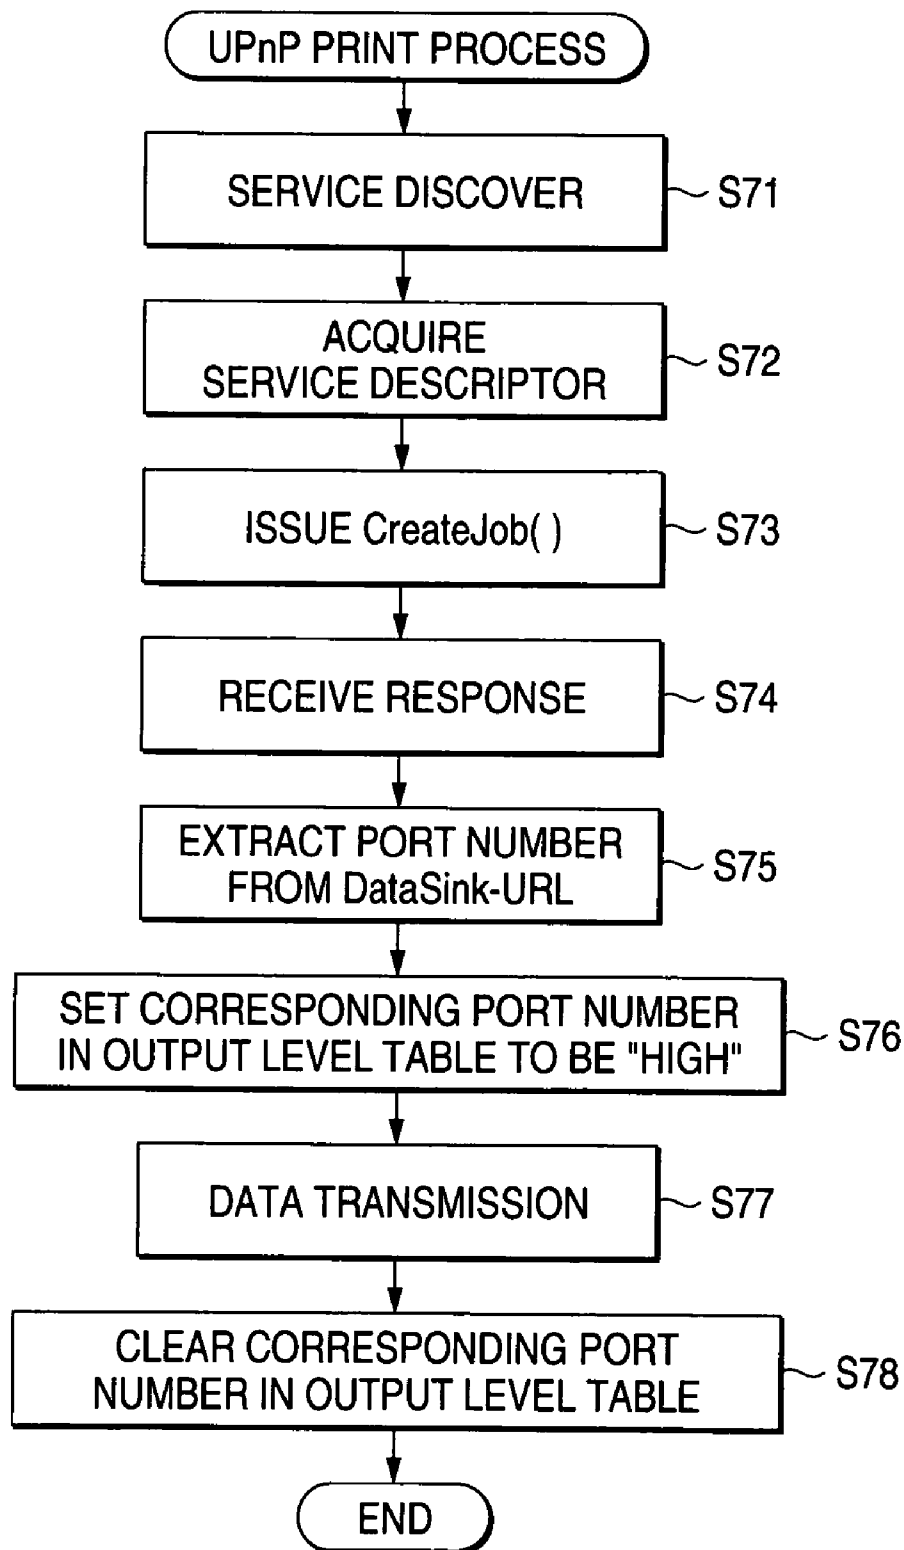 UPnP PRINT PROCESS
SERVICE DISCOVER
S71
ACQUIRE
SERVICE DESCRIPTOR
S72
ISSUE CreateJob( )
S73
RECEIVE RESPONSE
S74
EXTRACT PORT NUMBER
FROM DataSink-URL
S75
SET CORRESPONDING PORT NUMBER
IN OUTPUT LEVEL TABLE TO BE "HIGH"
S76
DATA TRANSMISSION
S77
CLEAR CORRESPONDING PORT
NUMBER IN OUTPUT LEVEL TABLE
S78
END